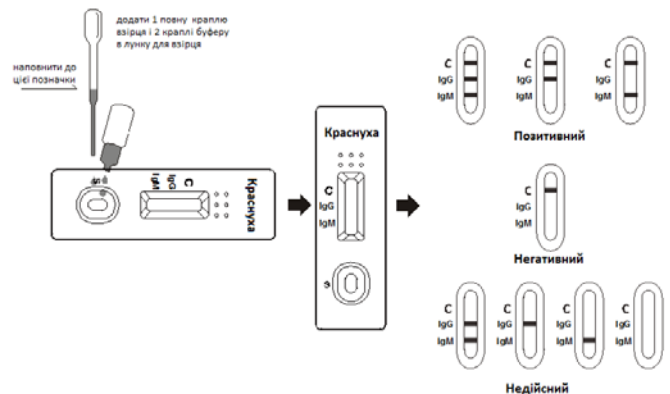 додати 1 повну краплю
взірця і 2 краплі буферу
в лунку для взірця
наповнити до
цієї позначки
S
C
IgG
IgM
Краснуха
Краснуха
C
IgG
IgM
S
C
IgG
IgM
C
IgG
IgM
C
IgG
IgM
Позитивний
C
IgG
IgM
Негативний
C
IgG
IgM
C
IgG
IgM
C
IgG
IgM
C
IgG
IgM
Недійсний